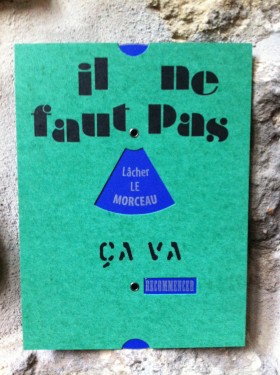 il ne
faut pas
Lâcher
LE
MORCEAU
ÇA VA
RECOMMENCER